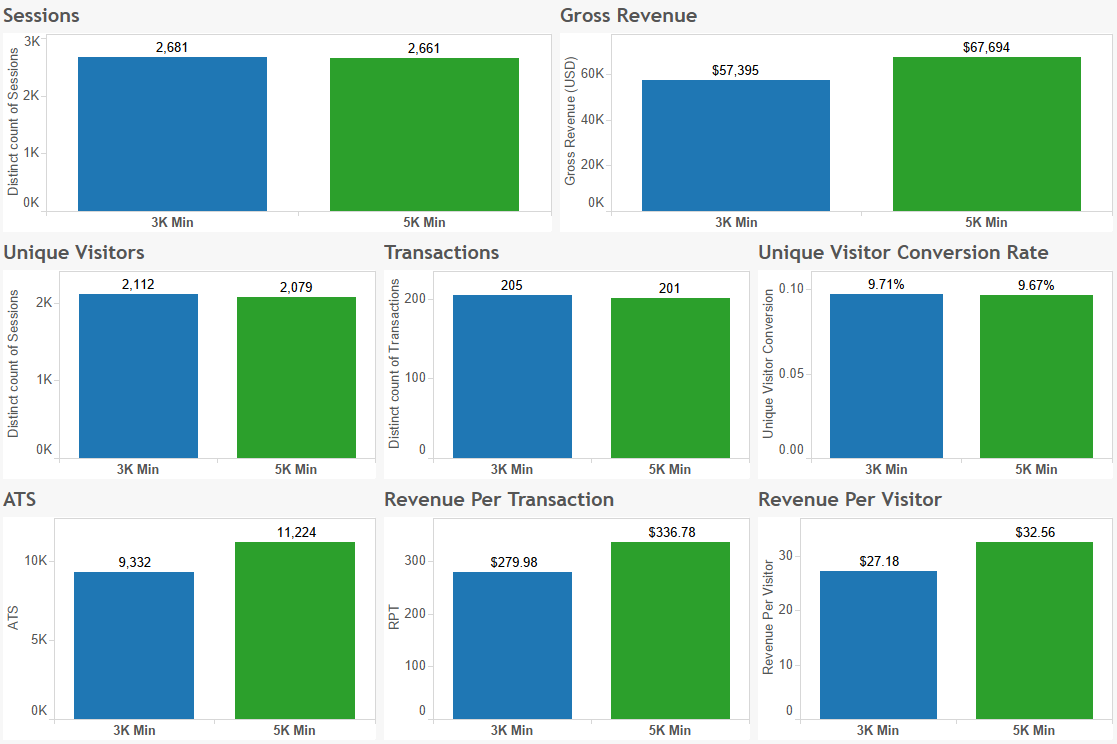 Sessions
Distinct count of Sessions
3K
2K
1K
0K
2,681
2,661
3K Min
5K Min
Gross Revenue
Gross Revenue (USD)
60K
40K
20K
0K
$57,395
$67,694
3K Min
5K Min
Unique Visitors
Distinct count of Sessions
2K
1K
0K
2,112
2,079
3K Min
5K Min
Transactions
Distinct count of Transactions
200
100
0
205
201
3K Min
5K Min
Unique Visitor Conversion Rate
Unique Visitor Conversion
0.10
0.05
0.00
9.71%
9.67%
3K Min
5K Min
ATS
ATS
10K
5K
0K
9,332
11,224
3K Min
5K Min
Revenue Per Transaction
RPT
300
200
100
0
$279.98
$336.78
3K Min
5K Min
Revenue Per Visitor
Revenue Per Visitor
30
20
10
0
$27.18
$32.56
3K Min
5K Min